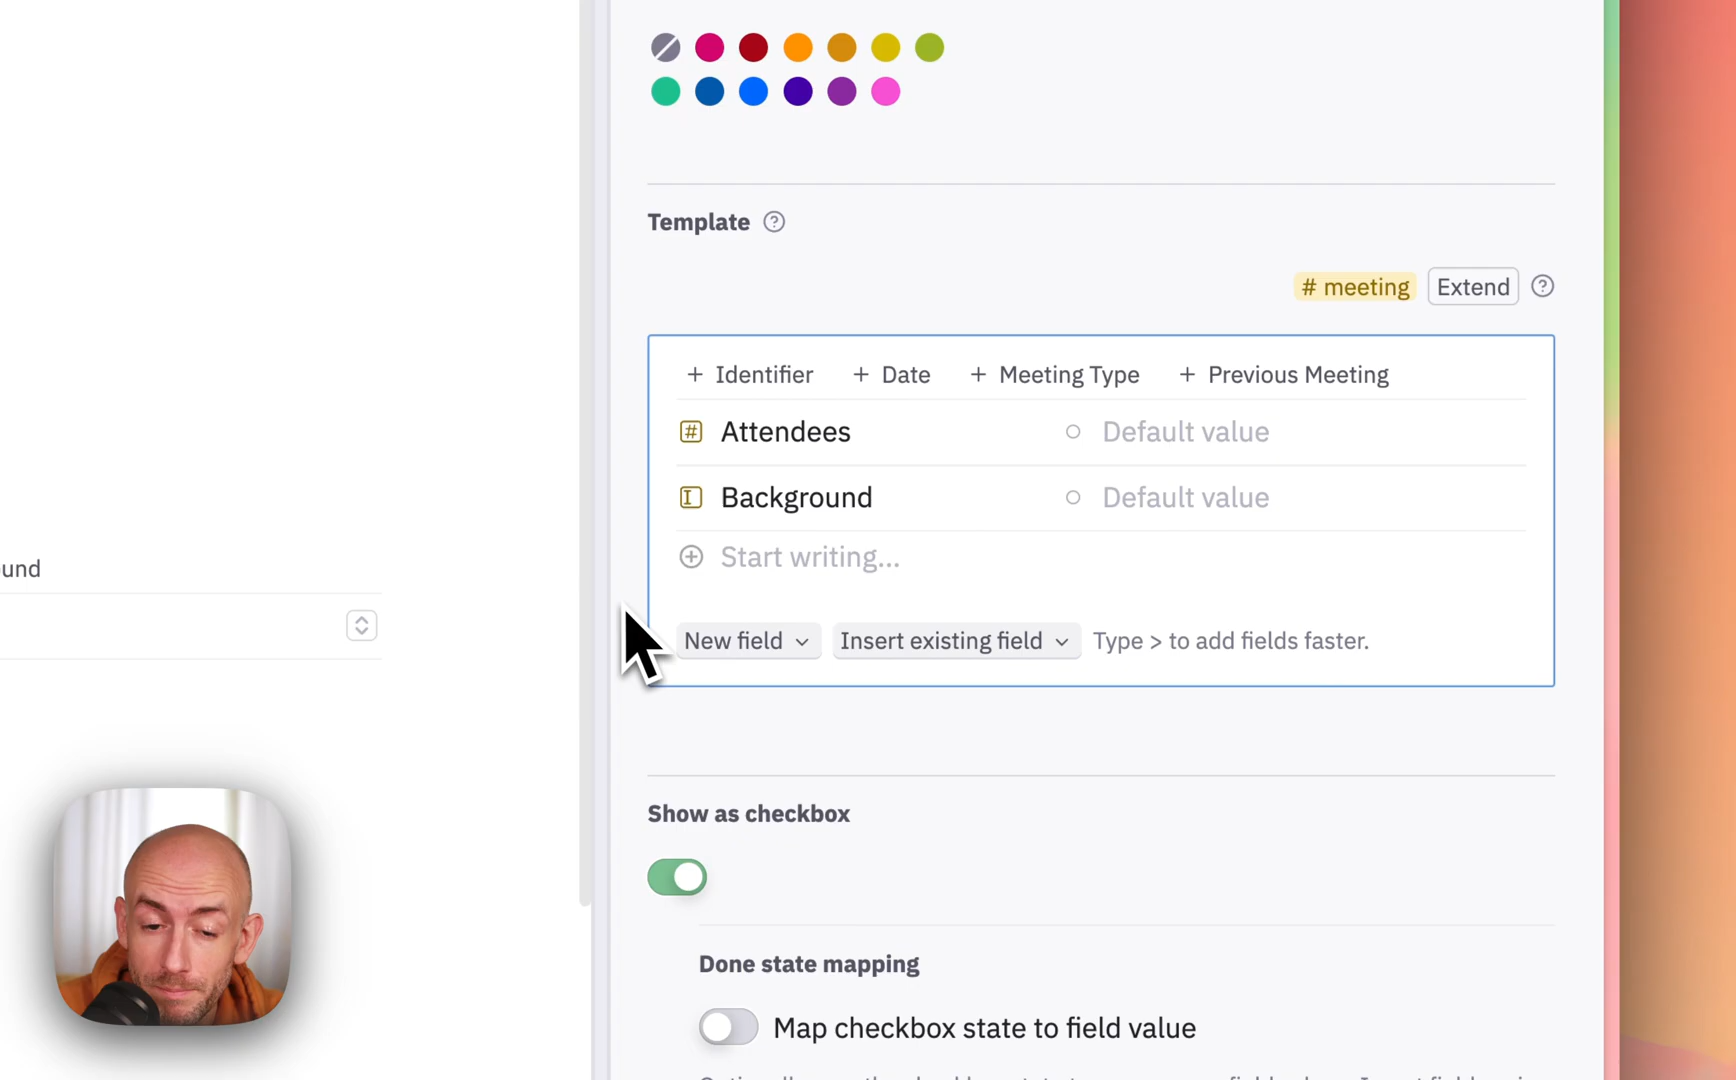 Template ?
# meeting Extend ?
+ Identifier + Date + Meeting Type + Previous Meeting
# Attendees Default value
Background Default value
Start writing...
und
New field Insert existing field Type > to add fields faster.
Show as checkbox
Done state mapping
Map checkbox state to field value